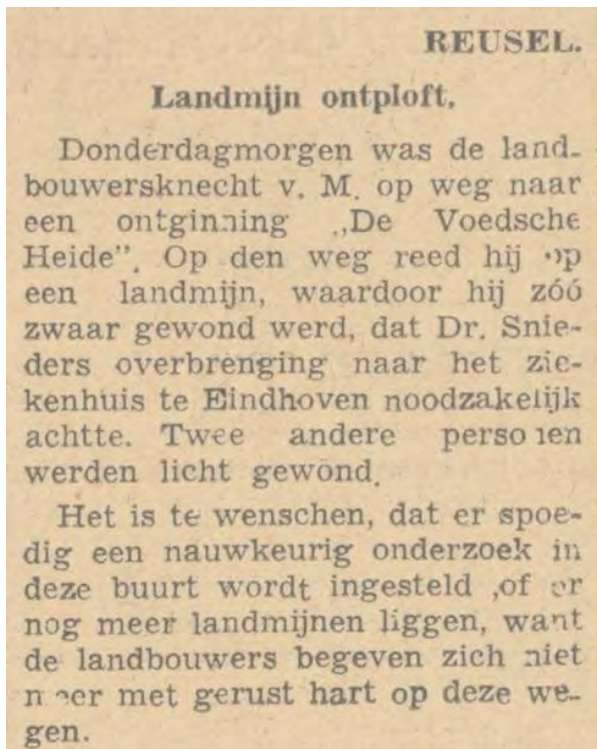 REUSEL.
Landmijn ontploft.
Donderdagmorgen was de land-
bouwersknecht v. M. op weg naar
een ontginning „De Voedsche
Heide”. Op den weg reed hij op
een landmijn, waardoor hij zóó
zwaar gewond werd, dat Dr. Snie-
ders overbrenging naar het zie-
kenhuis te Eindhoven noodzakelijk
achtte. Twee andere personen
werden licht gewond.
Het is te wenschen, dat er spoe-
dig een nauwkeurig onderzoek in
deze buurt wordt ingesteld ,of er
nog meer landmijnen liggen, want
de landbouwers begeven zich niet
meer met gerust hart op deze we-
gen.